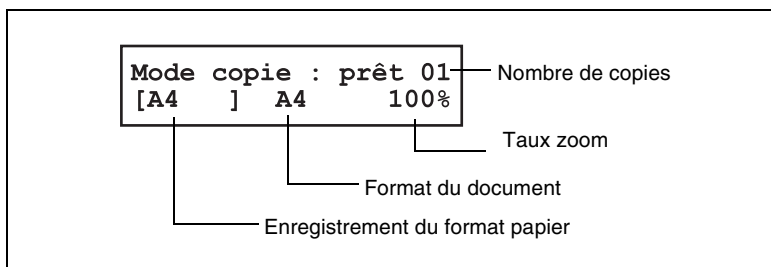 Mode copie : prêt 01
[A4 ] A4 100%
Nombre de copies
Taux zoom
Format du document
Enregistrement du format papier